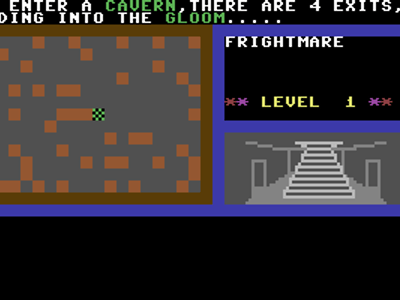 ENTER A CAVERN,THERE ARE 4 EXITS,
DING INTO THE GLOOM.....
FRIGHTMARE
** LEVEL 1 **